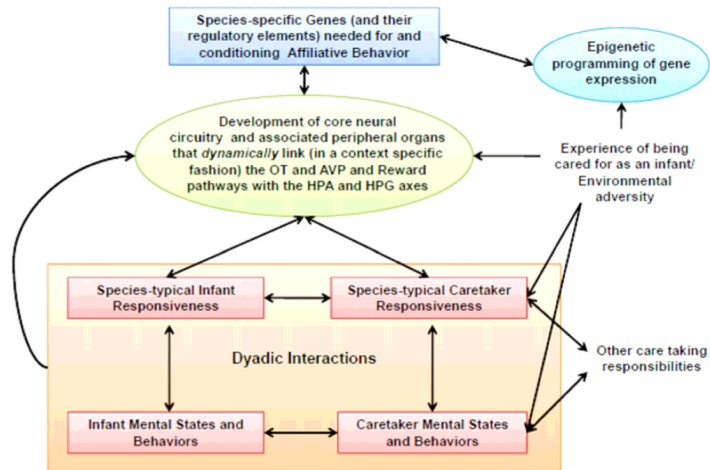 Species-specific Genes (and their
regulatory elements) needed for and
conditioning Affiliative Behavior
Epigenetic
programming of gene
expression
Development of core neural
circuitry and associated peripheral organs
that dynamically link (in a context specific
fashion) the OT and AVP and Reward
pathways with the HPA and HPG axes
Experience of being
cared for as an infant/
Environmental
adversity
Species-typical Infant
Responsiveness
Species-typical Caretaker
Responsiveness
Dyadic Interactions
Other care taking
responsibilities
Infant Mental States and
Behaviors
Caretaker Mental States
and Behaviors